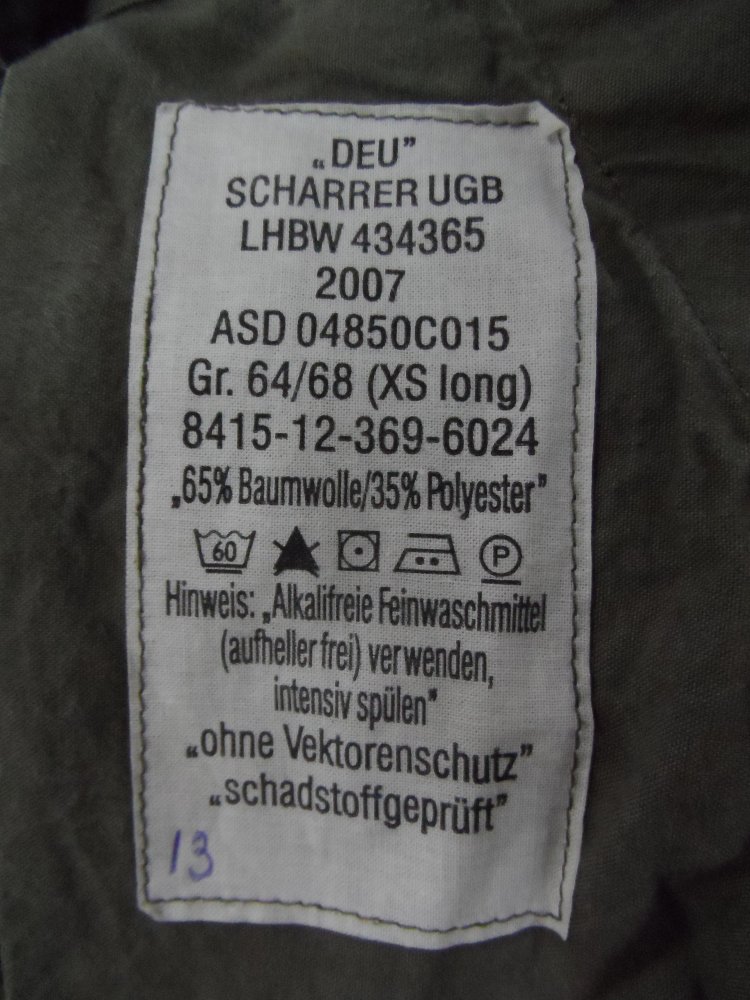 „DEU”
SCHARRER UGB
LHBW 434365
2007
ASD 04850C015
Gr. 64/68 (XS long)
8415-12-369-6024
„65% Baumwolle/35% Polyester”
60 P
Hinweis: „Alkalifreie Feinwaschmittel
(aufheller frei) verwenden,
intensiv spülen”
„ohne Vektorenschutz”
„schadstoffgeprüft”
13